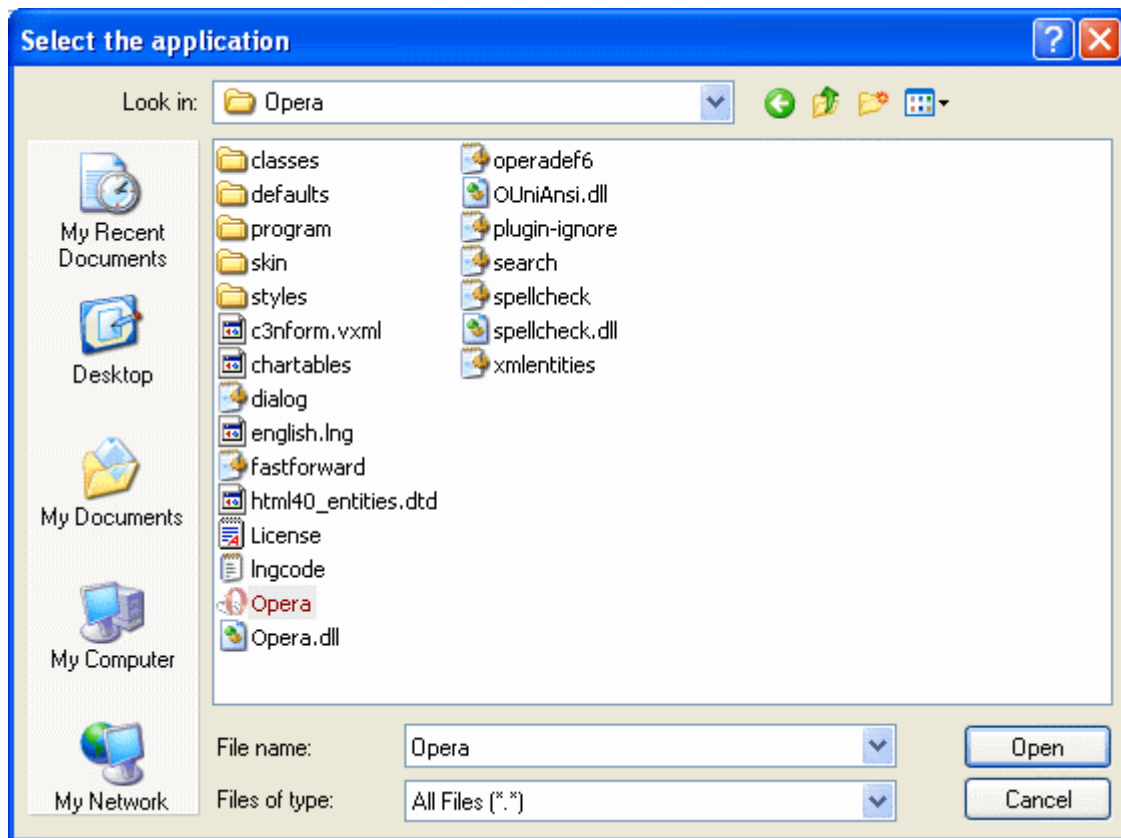 Select the application
Look in:
Opera
My Recent
Documents
Desktop
My Documents
My Computer
My Network
classes
defaults
program
skin
styles
c3nform.vxml
chartables
dialog
english.lng
fastforward
html40_entities.dtd
License
lngcode
Opera
Opera.dll
operadef6
OUniAnsi.dll
plugin-ignore
search
spellcheck
spellcheck.dll
xmlentities
File name:
Opera
Open
Files of type:
All Files (*.*)
Cancel